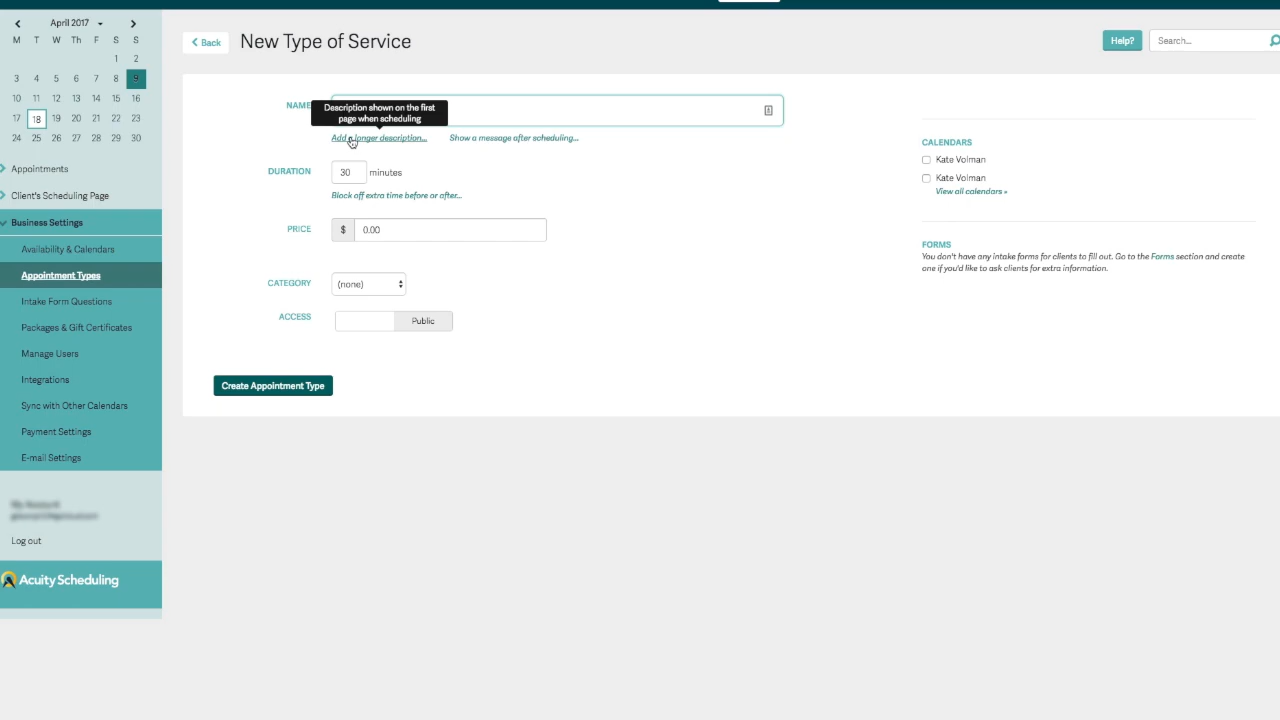 April 2017
M T W Th F S S
1 2
3 4 5 6 7 8 9
10 11 12 13 14 15 16
17 18 19 20 21 22 23
24 25 26 27 28 29 30
Appointments
Client's Scheduling Page
Business Settings
Availability & Calendars
Appointment Types
Intake Form Questions
Packages & Gift Certificates
Manage Users
Integrations
Sync with Other Calendars
Payment Settings
E-mail Settings
Log out
Acuity Scheduling
Back
New Type of Service
Help?
Search...
NAME
Description shown on the first
page when scheduling
Add a longer description...
Show a message after scheduling...
DURATION
30 minutes
Block off extra time before or after...
PRICE
$ 0.00
CATEGORY
(none)
ACCESS
Public
Create Appointment Type
CALENDARS
Kate Volman
Kate Volman
View all calendars »
FORMS
You don't have any intake forms for clients to fill out. Go to the Forms section and create
one if you'd like to ask clients for extra information.